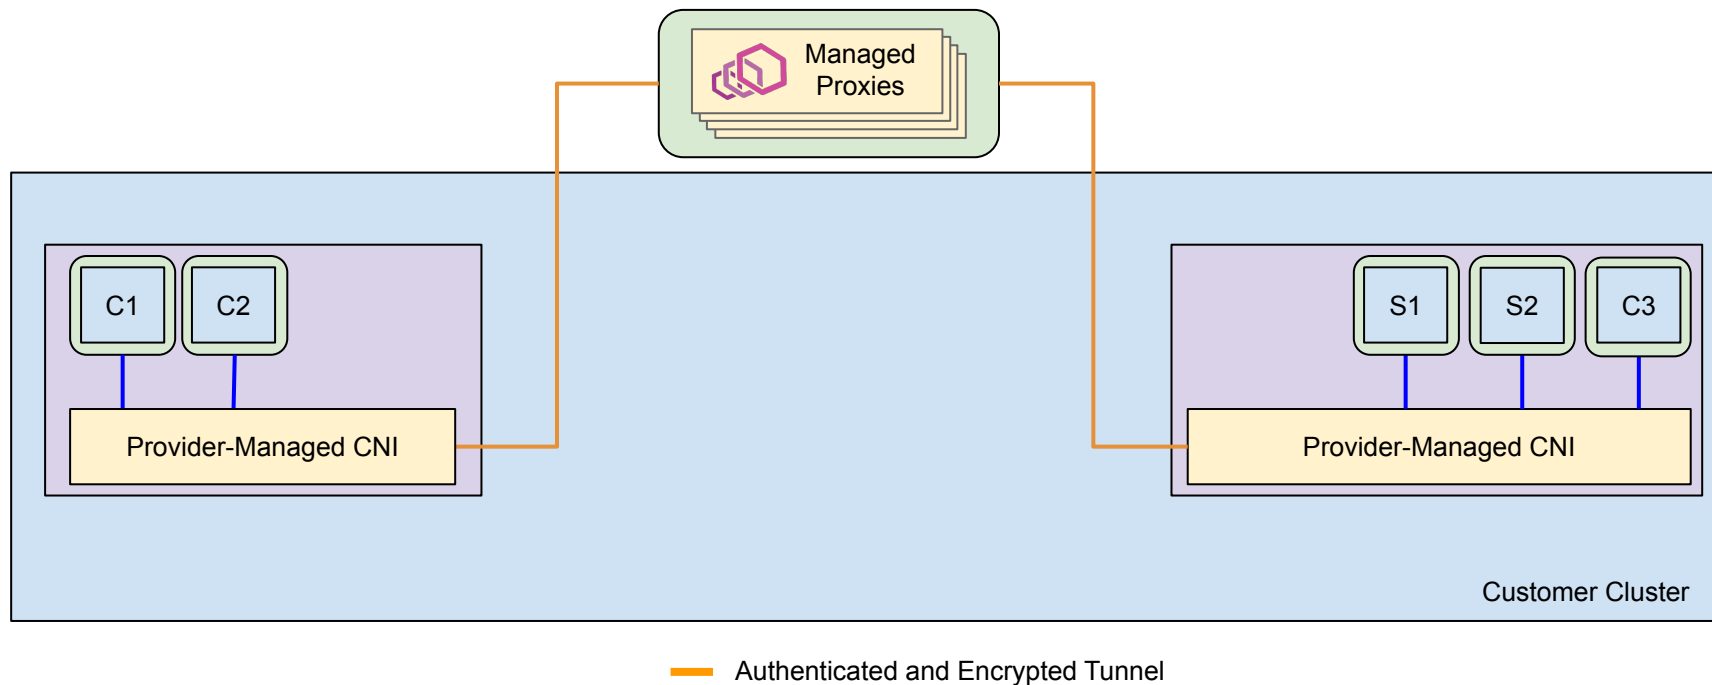 Managed
Proxies
C1
C2
S1
S2
C3
Provider-Managed CNI
Provider-Managed CNI
Customer Cluster
Authenticated and Encrypted Tunnel